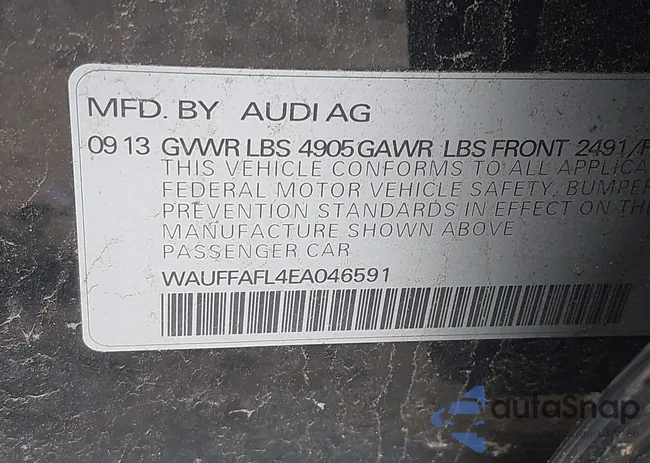 MFD. BY AUDI AG
09 13 GVWR LBS 4905 GAWR LBS FRONT 2491/
THIS VEHICLE CONFORMS TO ALL APPLICA
FEDERAL MOTOR VEHICLE SAFETY, BUMPER
PREVENTION STANDARDS IN EFFECT ON THE
MANUFACTURE SHOWN ABOVE
PASSENGER CAR
WAUFFAFL4EA046591
autoSnap